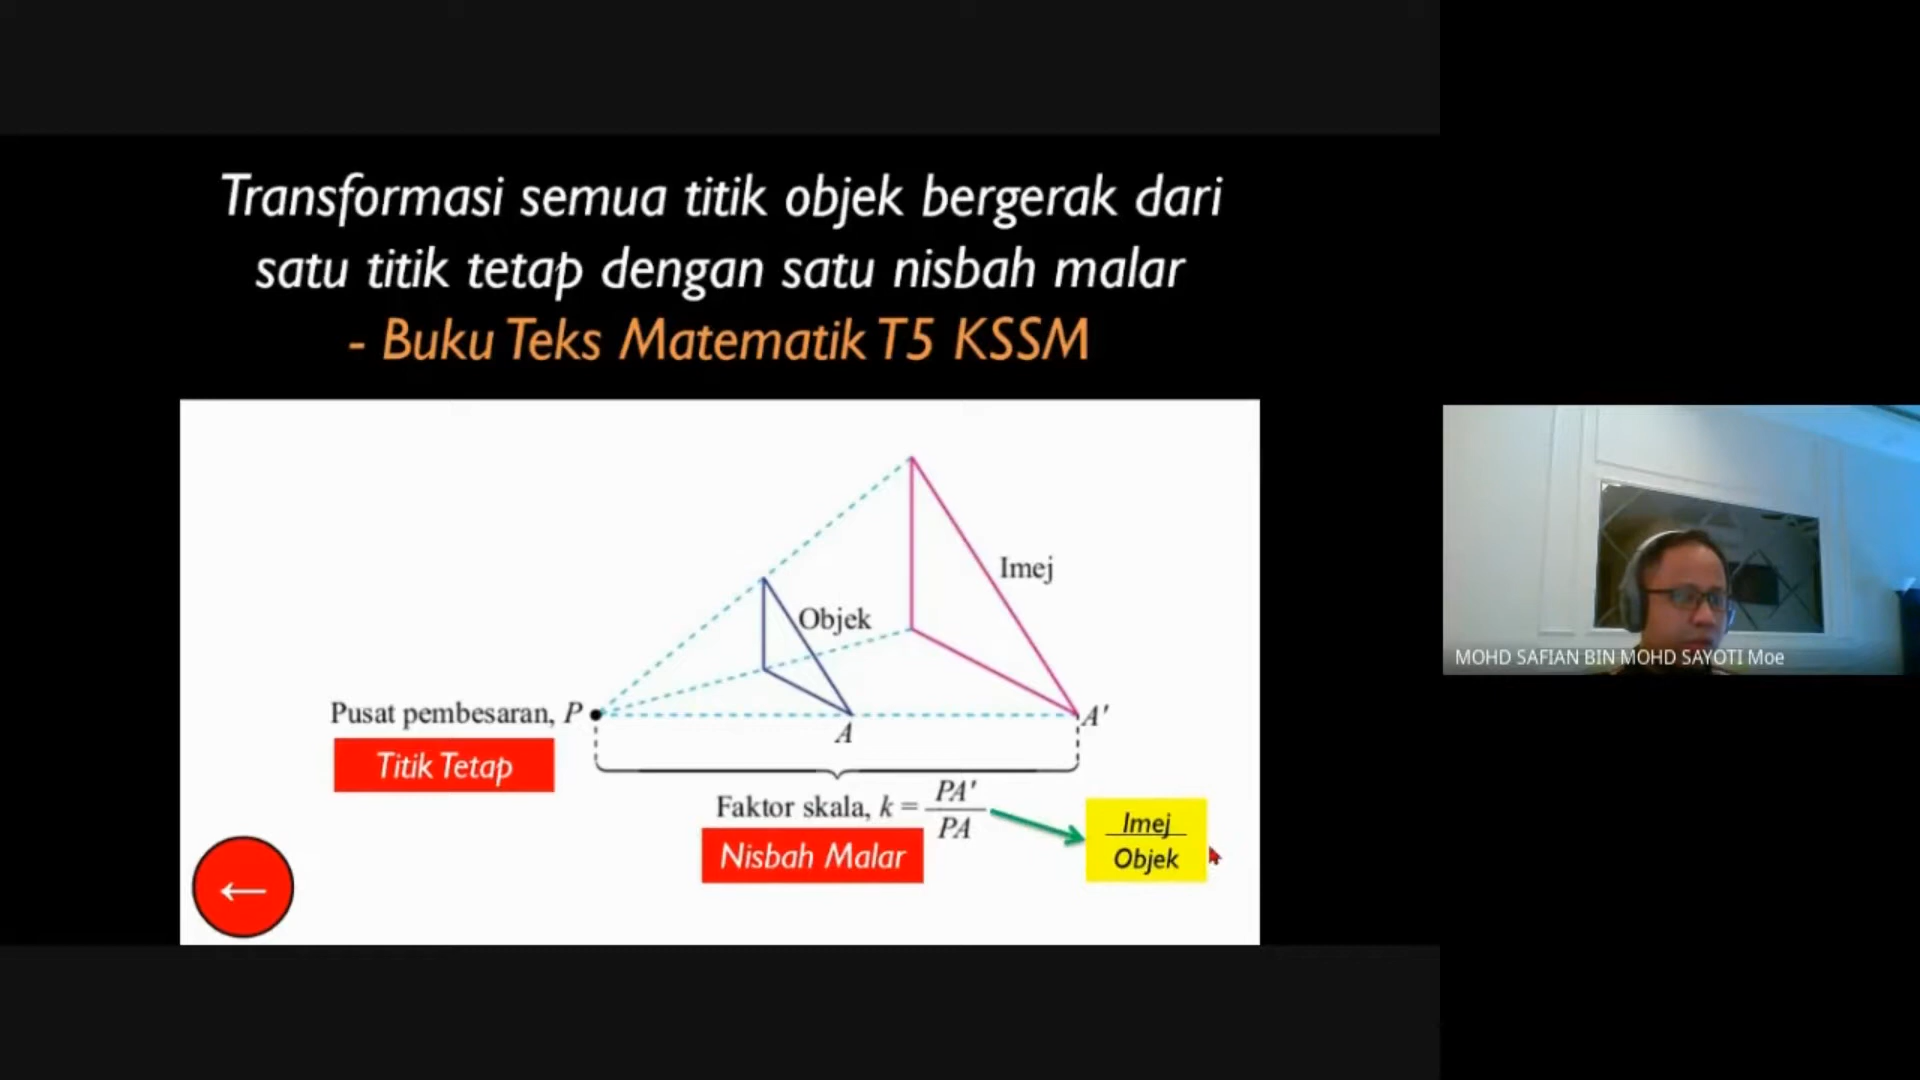 Transformasi semua titik objek bergerak dari
satu titik tetap dengan satu nisbah malar
- Buku Teks Matematik T5 KSSM
Imej
Objek
Pusat pembesaran, P
A
A'
Titik Tetap
Faktor skala, k = PA'
PA
Nisbah Malar
Imej
Objek
←
MOHD SAFIAN BIN MOHD SAYOTI Moe